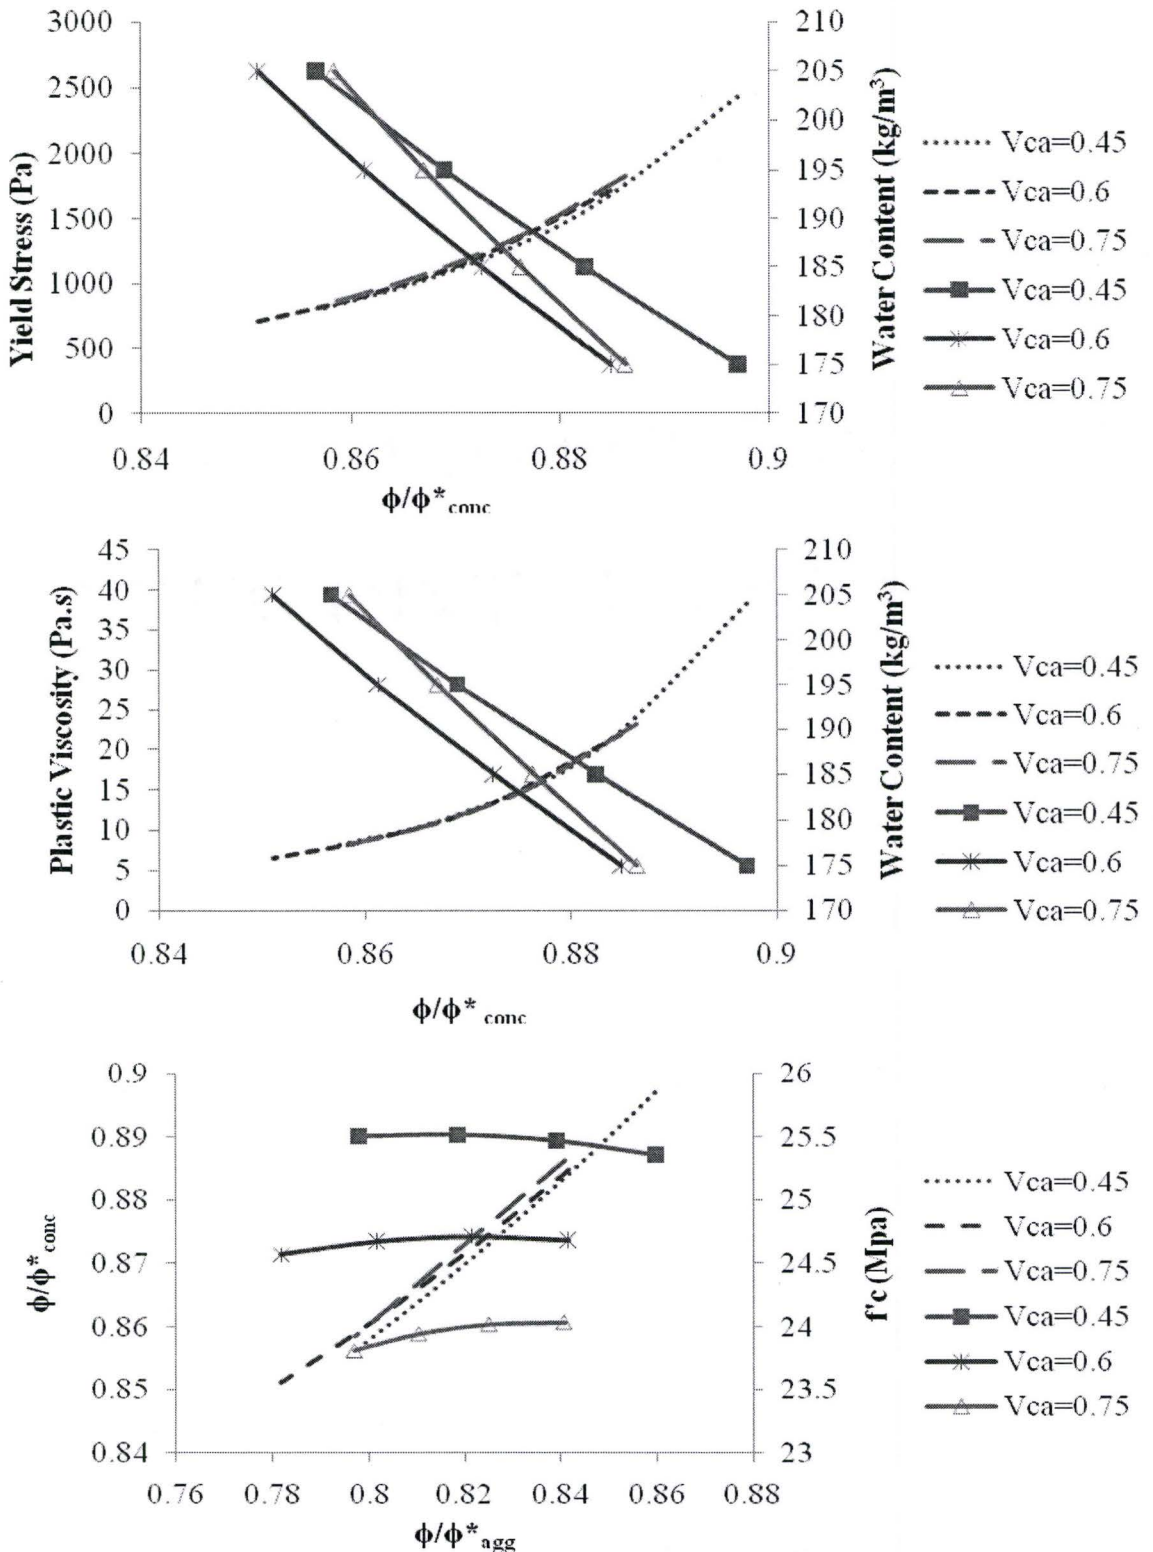 3000
2500
2000
1500
1000
500
0
Yield Stress (Pa)
210
205
200
195
190
185
180
175
170
Water Content (kg/m³)
0.84 0.86 0.88 0.9
ϕ/ϕ*conc
Vca=0.45
Vca=0.6
Vca=0.75
Vca=0.45
Vca=0.6
Vca=0.75
45
40
35
30
25
20
15
10
5
0
Plastic Viscosity (Pa.s)
210
205
200
195
190
185
180
175
170
Water Content (kg/m³)
0.84 0.86 0.88 0.9
ϕ/ϕ* conc
Vca=0.45
Vca=0.6
Vca=0.75
Vca=0.45
Vca=0.6
Vca=0.75
0.9
0.89
0.88
0.87
0.86
0.85
0.84
ϕ/ϕ*conc
26
25.5
25
24.5
24
23.5
23
f'c (Mpa)
0.76 0.78 0.8 0.82 0.84 0.86 0.88
ϕ/ϕ*agg
Vca=0.45
Vca=0.6
Vca=0.75
Vca=0.45
Vca=0.6
Vca=0.75